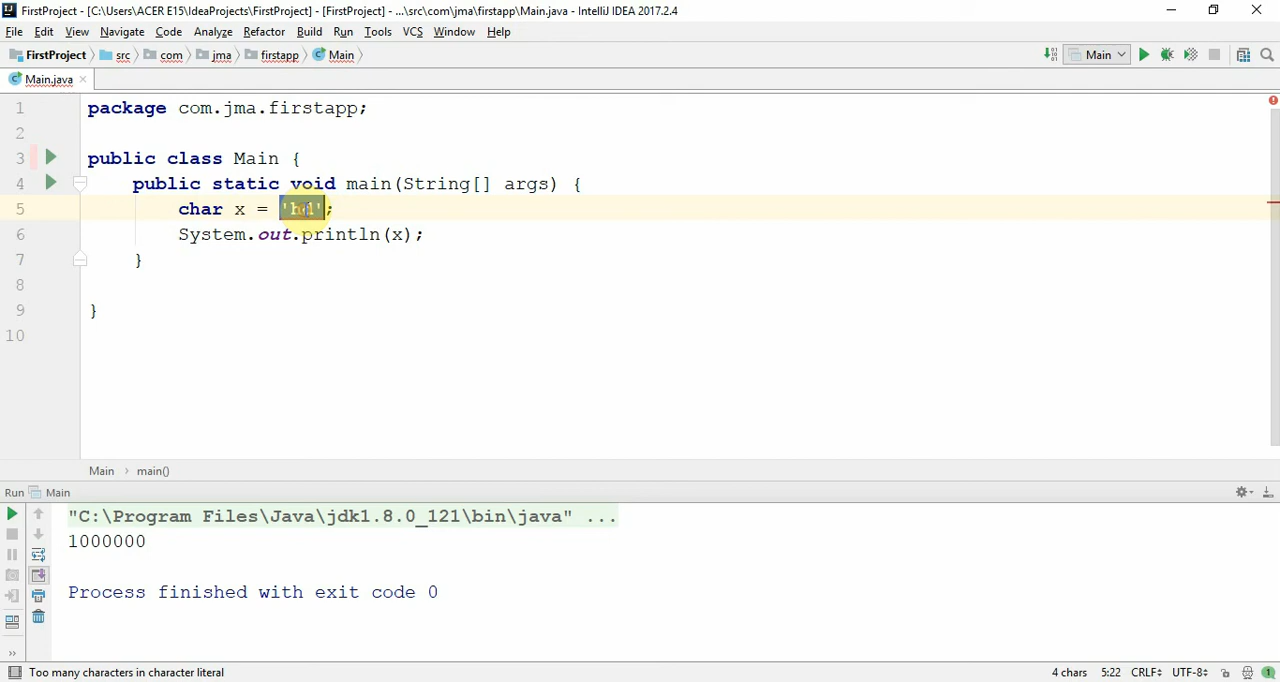 FirstProject - [C:\Users\ACER E15\IdeaProjects\FirstProject] - [FirstProject] - ...\src\com\jma\firstapp\Main.java - IntelliJ IDEA 2017.2.4
File Edit View Navigate Code Analyze Refactor Build Run Tools VCS Window Help
FirstProject src com jma firstapp Main Main
Main.java
1 package com.jma.firstapp;
2
3 public class Main {
4 public static void main(String[] args) {
5 char x = ;
6 System.out.println(x);
7 }
8
9 }
10
Main main()
Run Main
"C:\Program Files\Java\jdk1.8.0_121\bin\java" ...
1000000
Process finished with exit code 0
Too many characters in character literal 4 chars 5:22 CRLF UTF-8